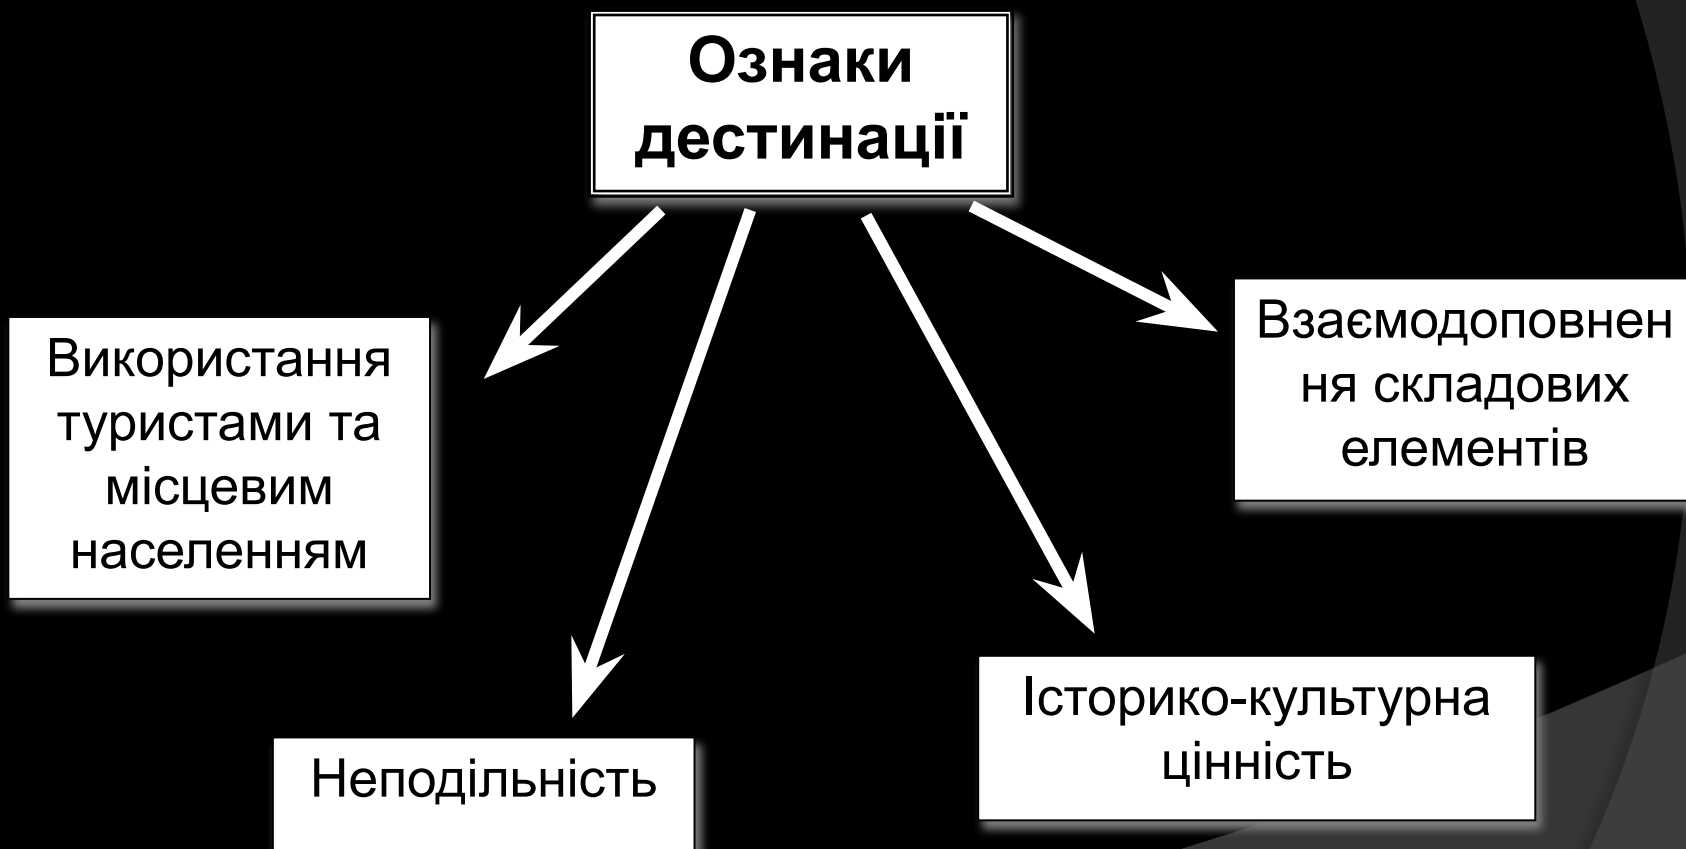 Ознаки
дестинації
Використання
туристами та
місцевим
населенням
Неподільність
Історико-культурна
цінність
Взаємодоповнен
ня складових
елементів